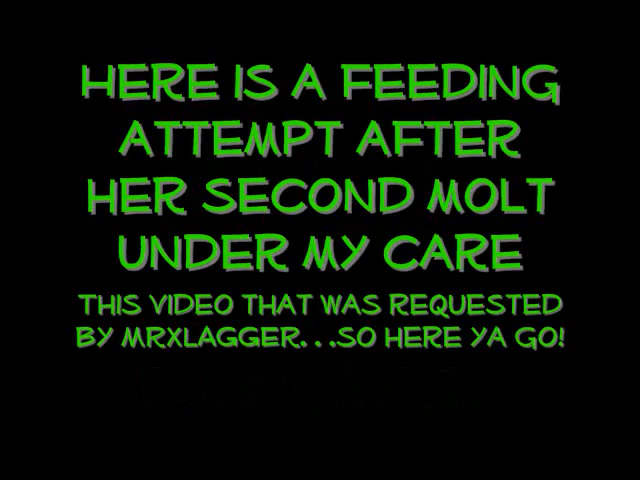 HERE IS A FEEDING
ATTEMPT AFTER
HER SECOND MOLT
UNDER MY CARE
THIS VIDEO THAT WAS REQUESTED
BY MRXLAGGER. . .SO HERE YA GO!